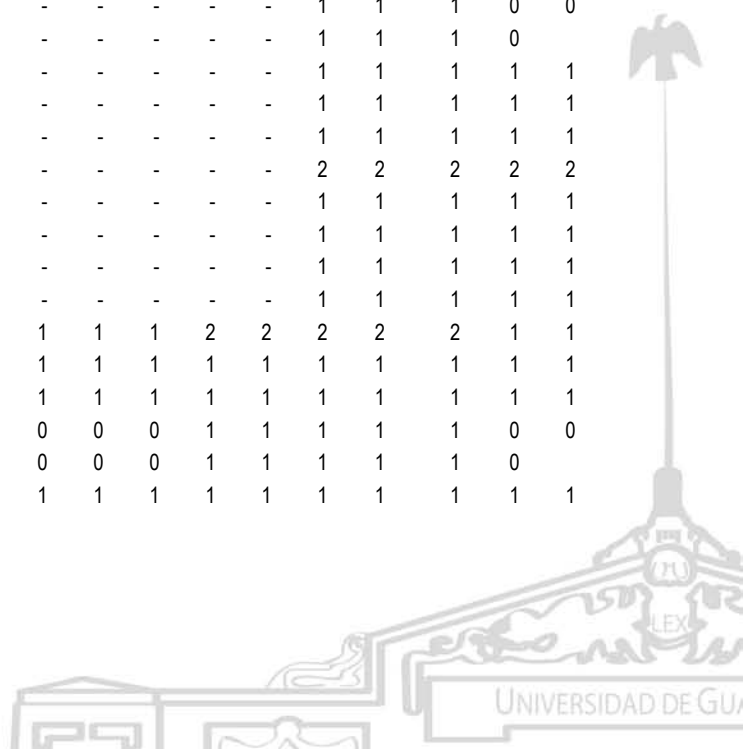 - - - - - 1 1 1 0 0
- - - - - 1 1 1 0
- - - - - 1 1 1 1 1
- - - - - 1 1 1 1 1
- - - - - 1 1 1 1 1
- - - - - 2 2 2 2 2
- - - - - 1 1 1 1 1
- - - - - 1 1 1 1 1
- - - - - 1 1 1 1 1
- - - - - 1 1 1 1 1
1 1 1 2 2 2 2 2 1 1
1 1 1 1 1 1 1 1 1 1
1 1 1 1 1 1 1 1 1 1
0 0 0 1 1 1 1 1 0 0
0 0 0 1 1 1 1 1 0
1 1 1 1 1 1 1 1 1 1
LEX
UNIVERSIDAD DE GUA